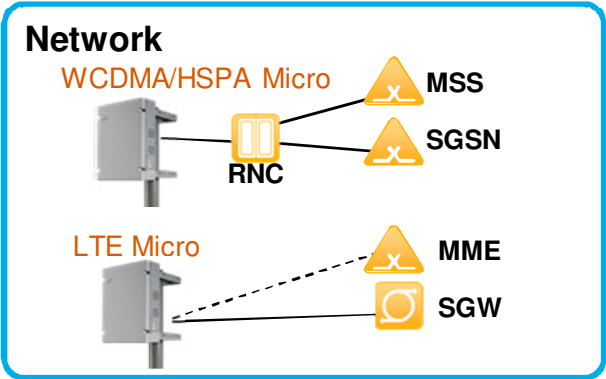 Network
WCDMA/HSPA Micro
MSS
SGSN
RNC
LTE Micro
MME
SGW